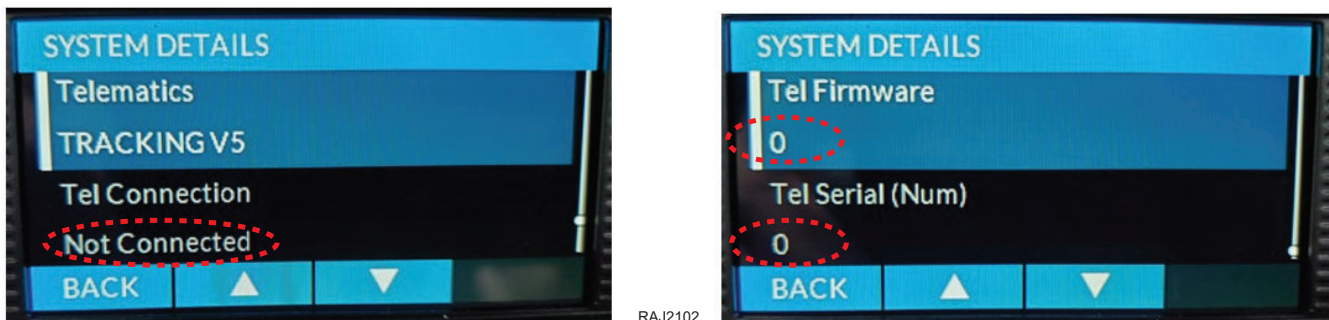 SYSTEM DETAILS
Telematics
TRACKING V5
Tel Connection
Not Connected
BACK
RAJ2102
SYSTEM DETAILS
Tel Firmware
0
Tel Serial (Num)
0
BACK